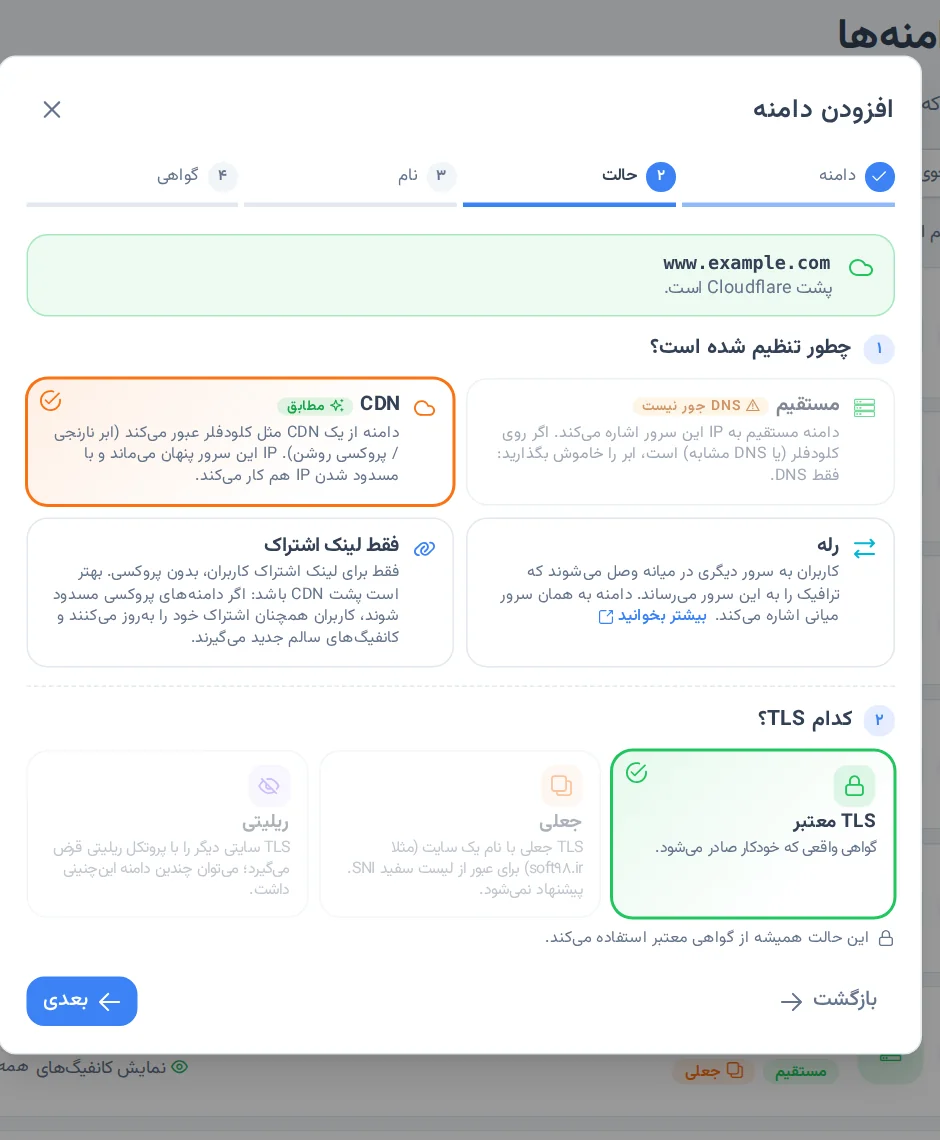 افزودن دامنه
دامنه
۲ حالت
۳ نام
۴ گواهی
www.example.com
پشت Cloudflare است.
۱ چطور تنظیم شده است؟
مستقیم DNS جور نیست
دامنه مستقیم به IP این سرور اشاره می‌کند. اگر روی
کلودفلر (یا DNS مشابه) است، ابر را خاموش بگذارید:
فقط DNS.
CDN مطابق
دامنه از یک CDN مثل کلودفلر عبور می‌کند (ابر نارنجی
/ پروکسی روشن). IP این سرور پنهان می‌ماند و با
مسدود شدن IP هم کار می‌کند.
رله
کاربران به سرور دیگری در میانه وصل می‌شوند که
ترافیک را به این سرور می‌رساند. دامنه به همان سرور
میانی اشاره می‌کند. بیشتر بخوانید
فقط لینک اشتراک
فقط برای لینک اشتراک کاربران، بدون پروکسی. بهتر
است پشت CDN باشد: اگر دامنه‌های پروکسی مسدود
شوند، کاربران همچنان اشتراک خود را به‌روز می‌کنند و
کانفیگ‌های سالم جدید می‌گیرند.
۲ کدام TLS؟
TLS معتبر
گواهی واقعی که خودکار صادر می‌شود.
جعلی
TLS جعلی با نام یک سایت (مثلا
soft۹۸.ir) برای عبور از لیست سفید SNI.
پیشنهاد نمی‌شود.
ریلیتی
TLS سایتی دیگر را با پروتکل ریلیتی قرض
می‌گیرد؛ می‌توان چندین دامنه این‌چنینی
داشت.
این حالت همیشه از گواهی معتبر استفاده می‌کند.
بازگشت
بعدی
مستقیم
جعلی
نمایش کانفیگ‌های همه